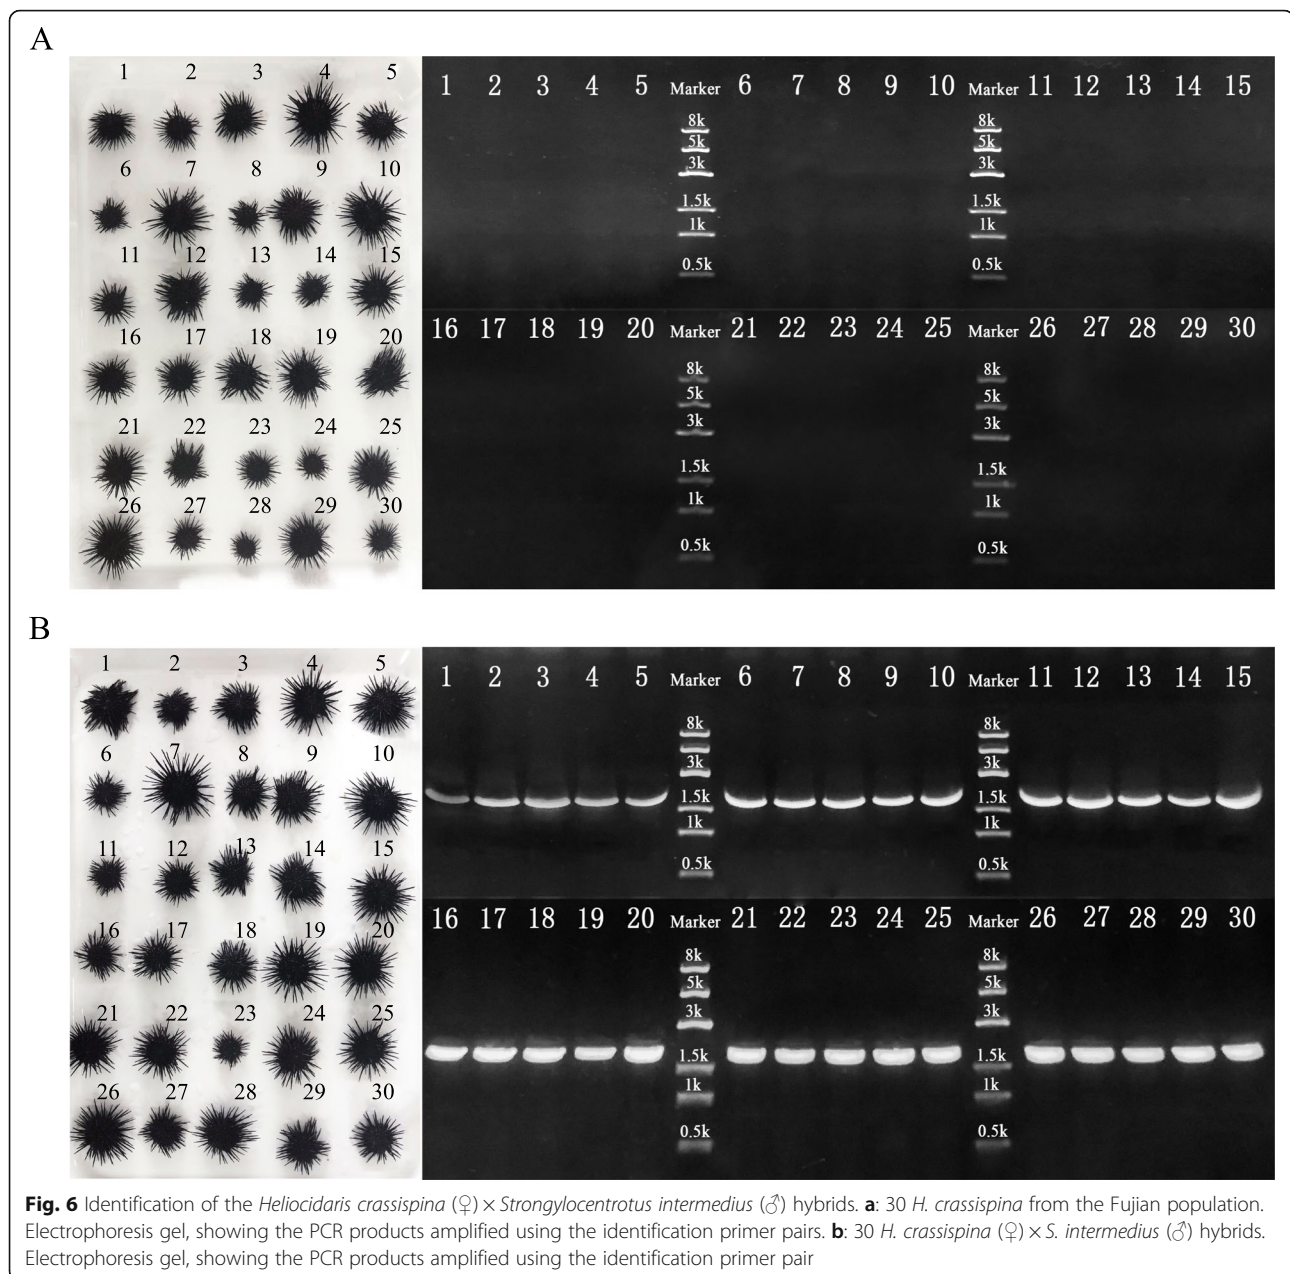 A
1 2 3 4 5
6 7 8 9 10
11 12 13 14 15
16 17 18 19 20
21 22 23 24 25
26 27 28 29 30
1 2 3 4 5 Marker 6 7 8 9 10 Marker 11 12 13 14 15
8k 8k
5k 5k
3k 3k
1.5k 1.5k
1k 1k
0.5k 0.5k
16 17 18 19 20 Marker 21 22 23 24 25 Marker 26 27 28 29 30
8k 8k
5k 5k
3k 3k
1.5k 1.5k
1k 1k
0.5k 0.5k
B
1 2 3 4 5
6 7 8 9 10
11 12 13 14 15
16 17 18 19 20
21 22 23 24 25
26 27 28 29 30
1 2 3 4 5 Marker 6 7 8 9 10 Marker 11 12 13 14 15
8k 8k
3k 3k
1.5k 1.5k
1k 1k
0.5k 0.5k
16 17 18 19 20 Marker 21 22 23 24 25 Marker 26 27 28 29 30
8k 8k
5k 5k
3k 3k
1.5k 1.5k
1k 1k
0.5k 0.5k
Fig. 6 Identification of the Heliocidaris crassispina (♀) × Strongylocentrotus intermedius (♂) hybrids. a: 30 H. crassispina from the Fujian population.
Electrophoresis gel, showing the PCR products amplified using the identification primer pairs. b: 30 H. crassispina (♀) × S. intermedius (♂) hybrids.
Electrophoresis gel, showing the PCR products amplified using the identification primer pair